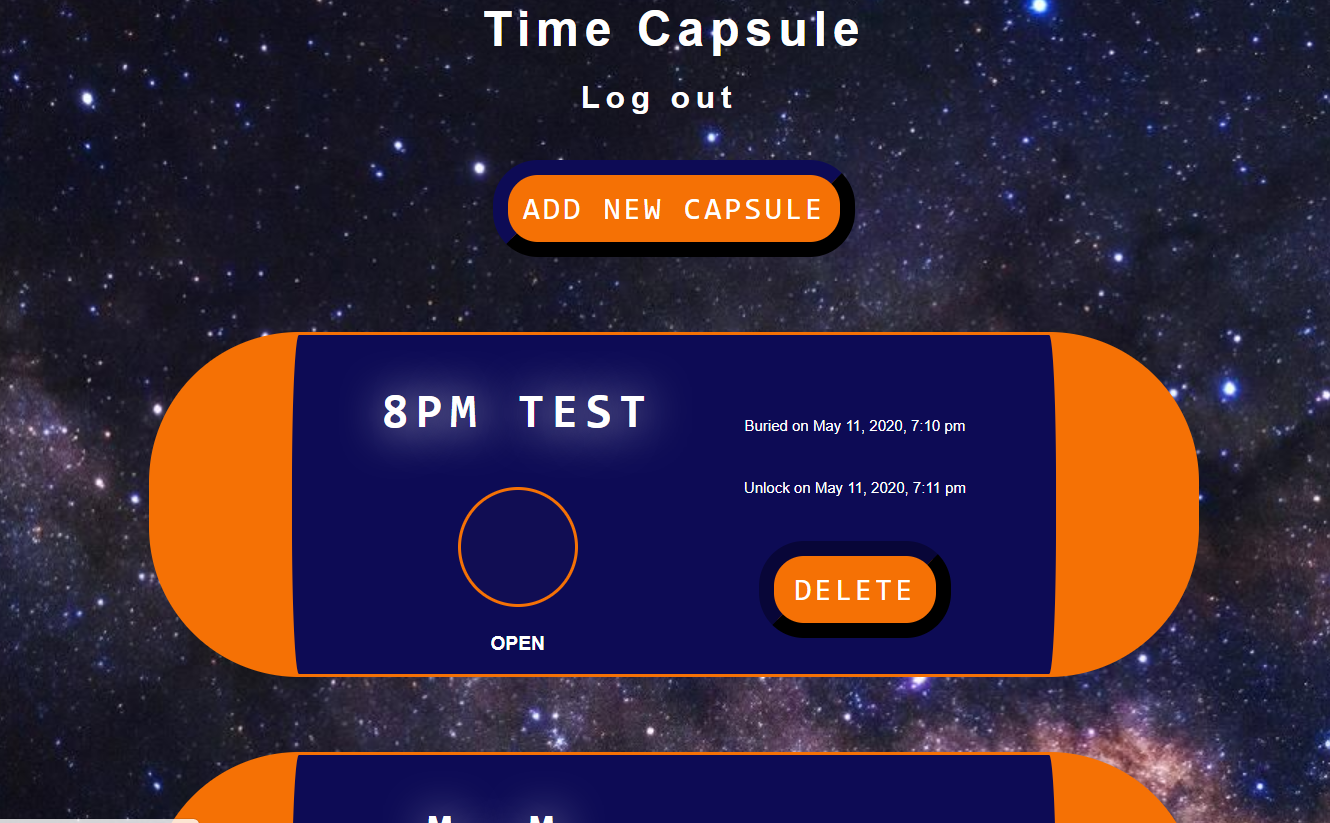 Time Capsule
Log out
ADD NEW CAPSULE
8PM TEST
Buried on May 11, 2020, 7:10 pm
Unlock on May 11, 2020, 7:11 pm
DELETE
OPEN